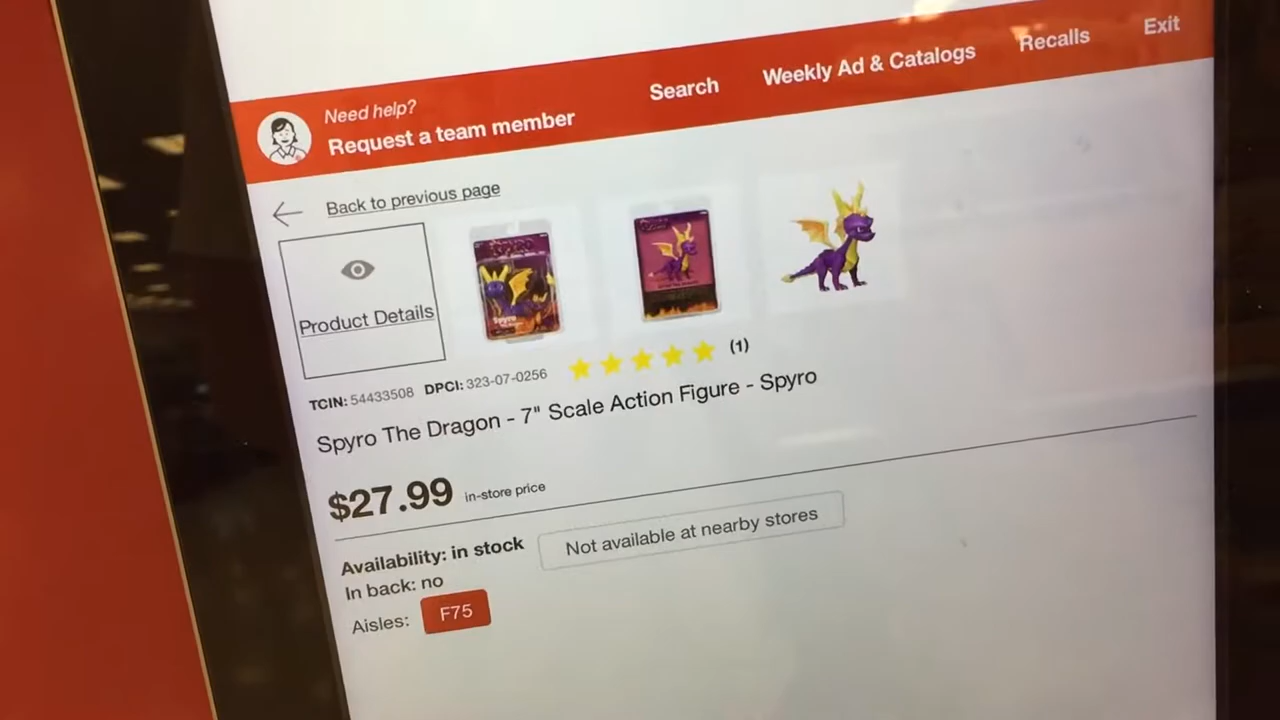 Need help?
Request a team member
Search
Weekly Ad & Catalogs
Recalls
Exit
Back to previous page
Product Details
TCIN: 54433508 DPCI: 323-07-0256
(1)
Spyro The Dragon - 7" Scale Action Figure - Spyro
$27.99 in-store price
Availability: in stock
Not available at nearby stores
In back: no
Aisles: F75